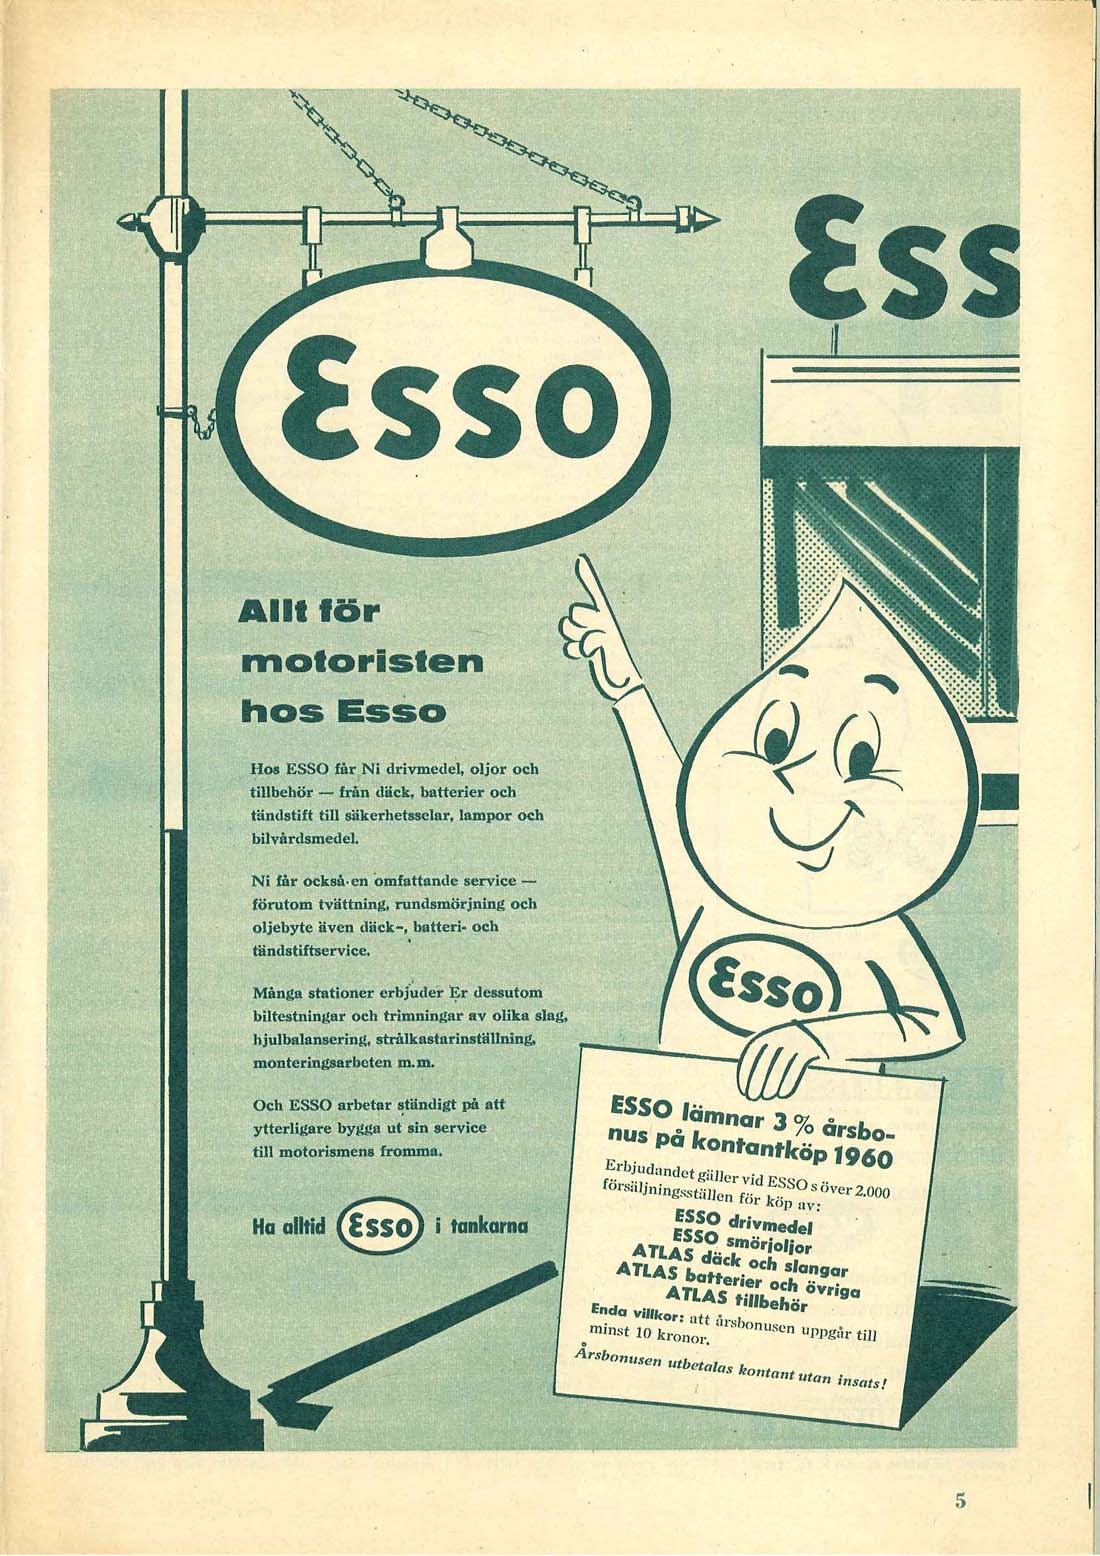 Esso
Ess
Allt för
motoristen
hos Esso
Hos ESSO får Ni drivmedel, oljor och
tillbehör — från däck, batterier och
tändstift till säkerhetsselar, lampor och
bilvårdsmedel.
Ni får också en omfattande service —
förutom tvättning, rundsmörjning och
oljebyte även däck-, batteri- och
tändstiftservice.
Många stationer erbjuder Er dessutom
biltestningar och trimningar av olika slag,
hjulbalansering, strålkastarinställning,
monteringsarbeten m.m.
Och ESSO arbetar ständigt på att
ytterligare bygga ut sin service
till motorismens fromma.
Ha alltid Esso i tankarna
Esso
ESSO lämnar 3 % årsbo-
nus på kontantköp 1960
Erbjudandet gäller vid ESSO s över 2.000
försäljningsställen för köp av:
ESSO drivmedel
ESSO smörjoljor
ATLAS däck och slangar
ATLAS batterier och övriga
ATLAS tillbehör
Enda villkor: att årsbonusen uppgår till
minst 10 kronor.
Årsbonusen utbetalas kontant utan insats!
5